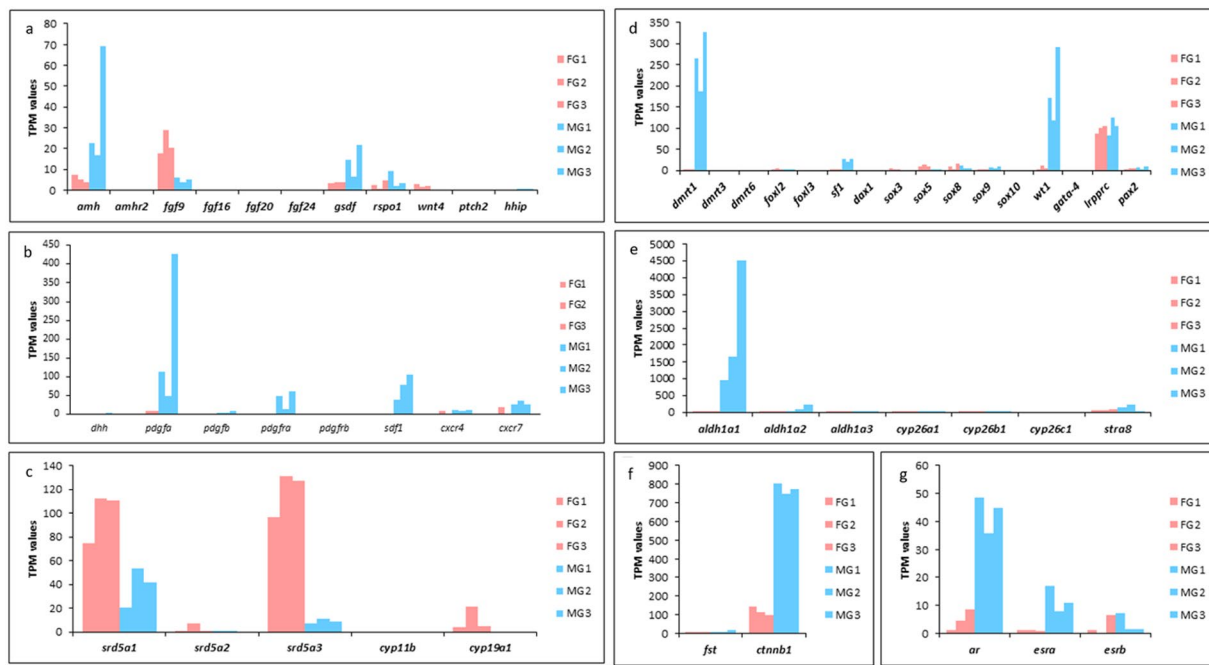 a
TPM values
80
70
60
50
40
30
20
10
0
amh amhr2 fgf9 fgf16 fgf20 fgf24 gsdf rspo1 wnt4 ptch2 hhip
FG1
FG2
FG3
MG1
MG2
MG3
b
TPM values
450
400
350
300
250
200
150
100
50
0
dhh pdgfa pdgfb pdgfra pdgfrb sdf1 cxcr4 cxcr7
FG1
FG2
FG3
MG1
MG2
MG3
c
TPM values
140
120
100
80
60
40
20
0
srd5a1 srd5a2 srd5a3 cyp11b cyp19a1
FG1
FG2
FG3
MG1
MG2
MG3
d
TPM values
350
300
250
200
150
100
50
0
dmrt1 dmrt3 dmrt6 foxl2 foxl3 sf1 dax1 sox3 sox5 sox8 sox9 sox10 wt1 gata-4 lrpprc pax2
FG1
FG2
FG3
MG1
MG2
MG3
e
TPM values
5000
4500
4000
3500
3000
2500
2000
1500
1000
500
0
aldh1a1 aldh1a2 aldh1a3 cyp26a1 cyp26b1 cyp26c1 stra8
FG1
FG2
FG3
MG1
MG2
MG3
f
TPM values
900
800
700
600
500
400
300
200
100
0
fst ctnnb1
FG1
FG2
FG3
MG1
MG2
MG3
g
TPM values
60
50
40
30
20
10
0
ar esra esrb
FG1
FG2
FG3
MG1
MG2
MG3